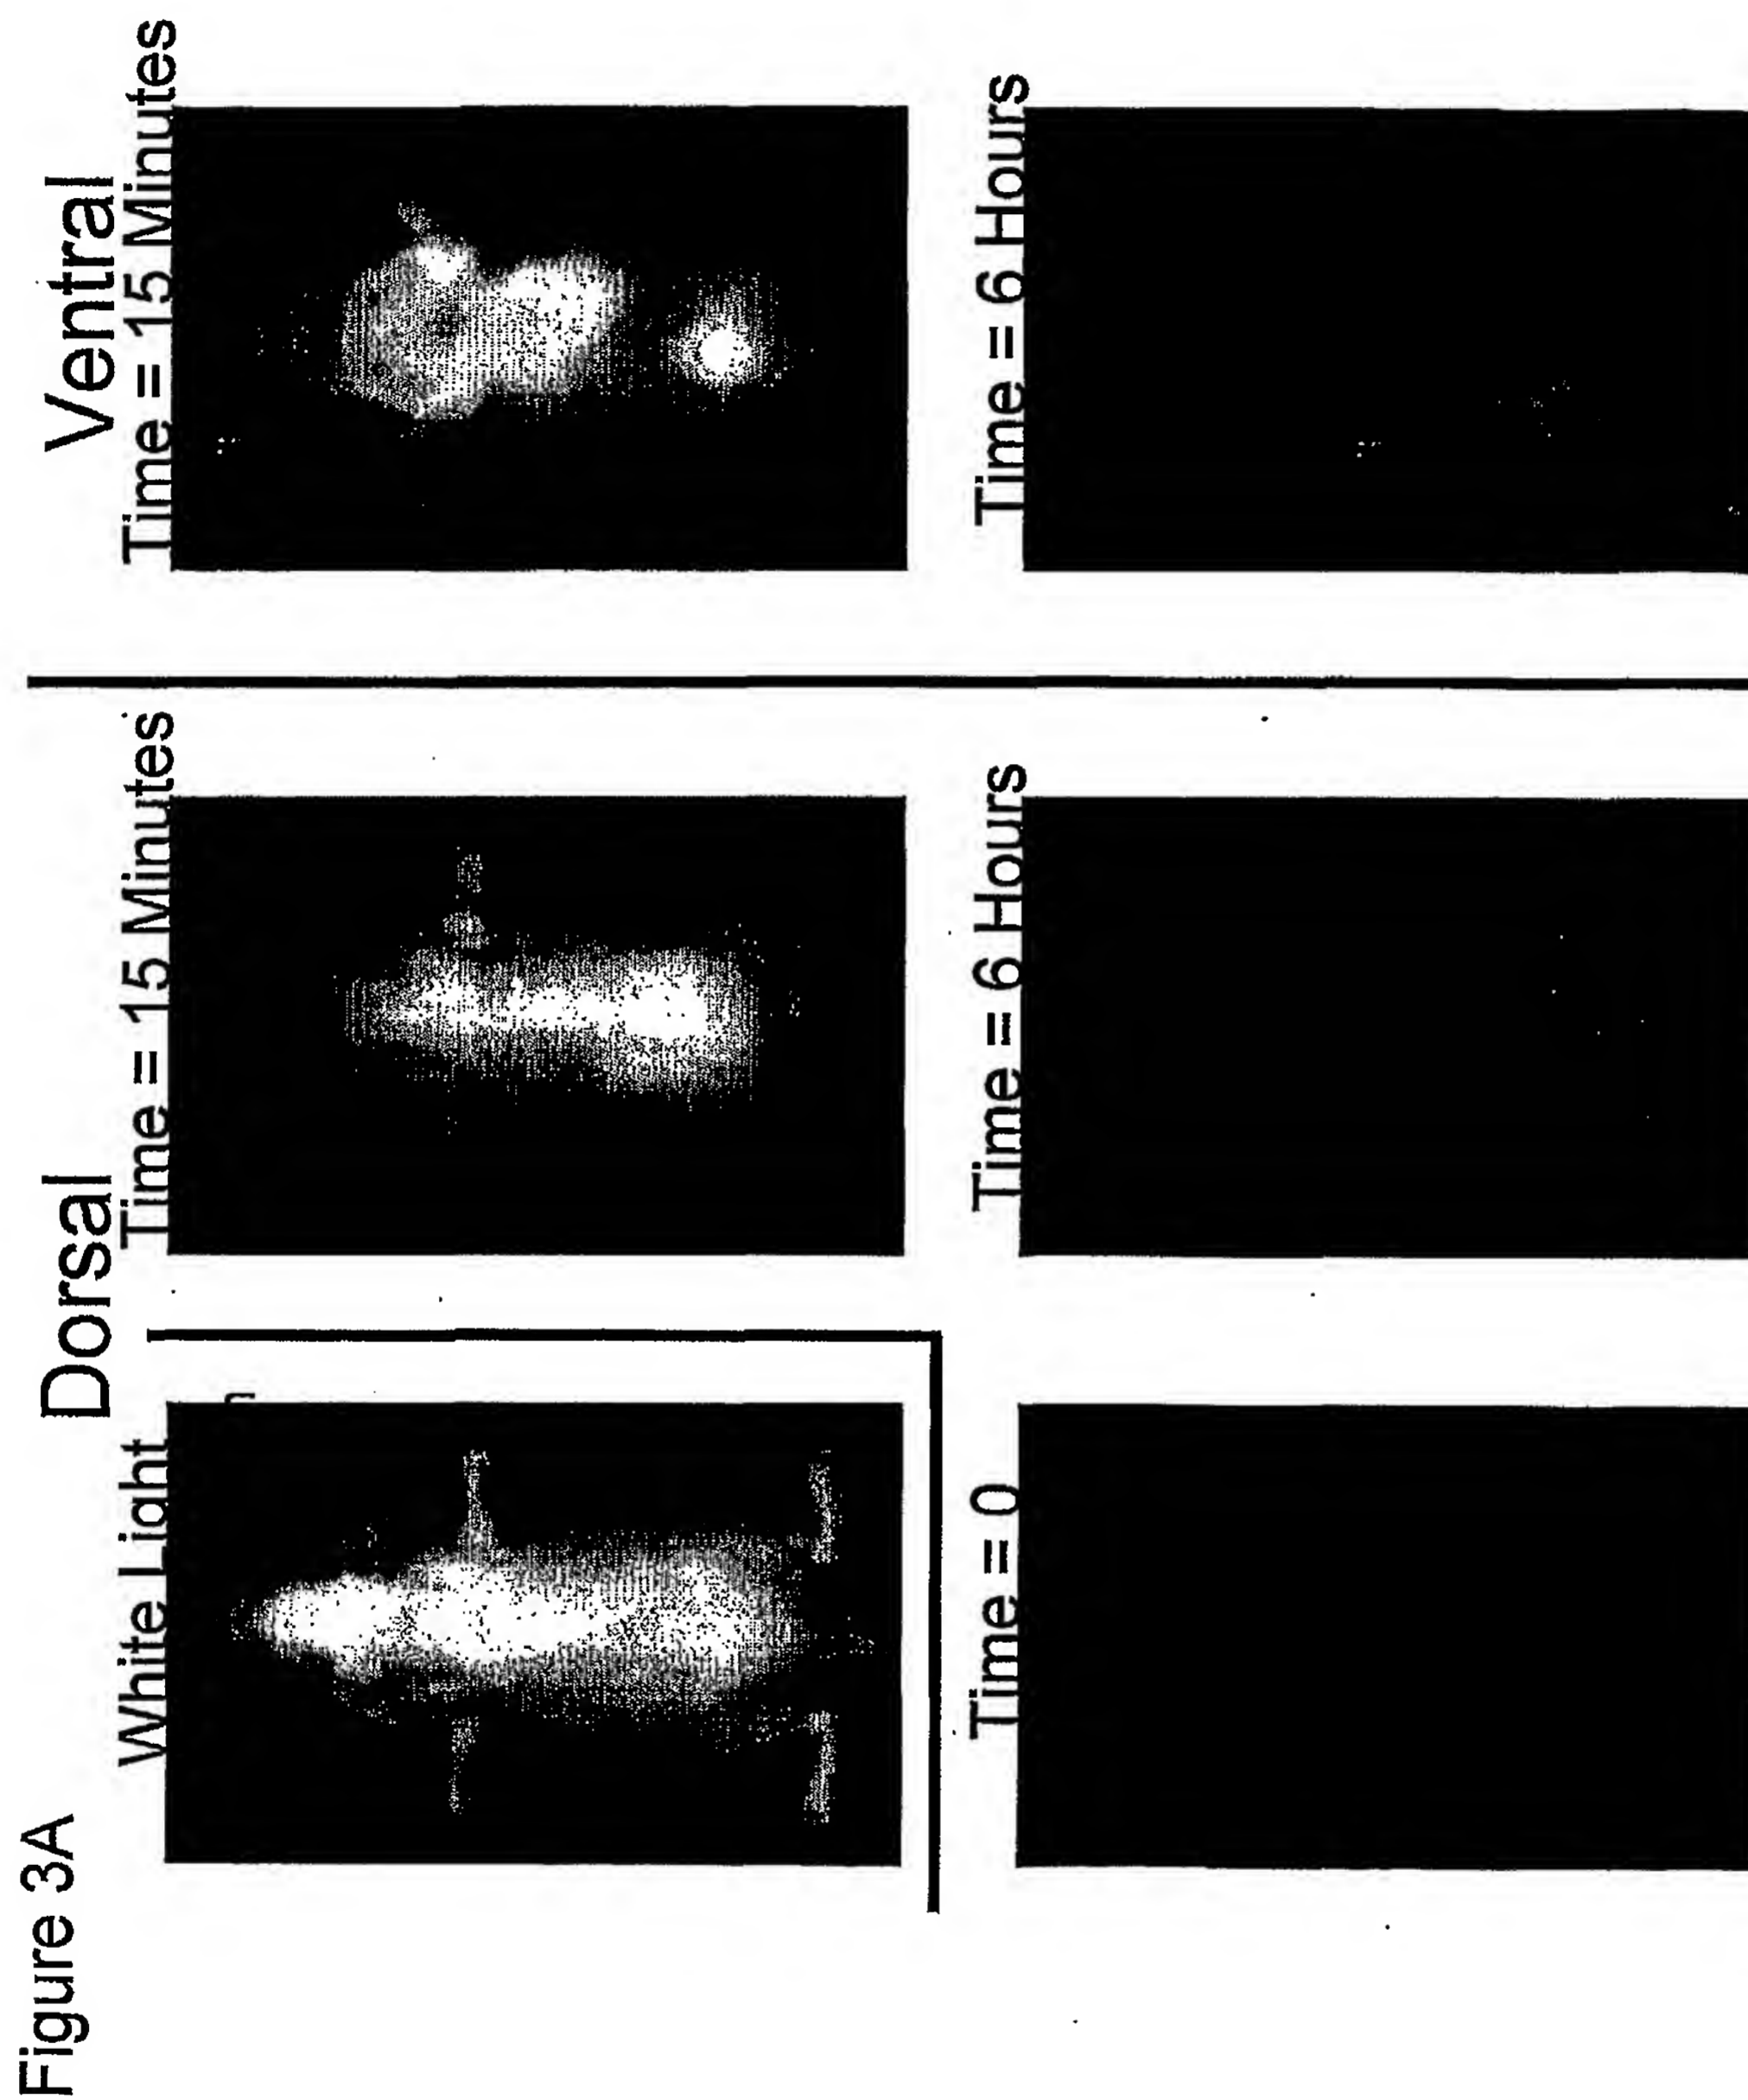 Figure 3A
Dorsal
Ventral
White Light
Time = 15 Minutes
Time = 15 Minutes
Time = 0
Time = 6 Hours
Time = 6 Hours